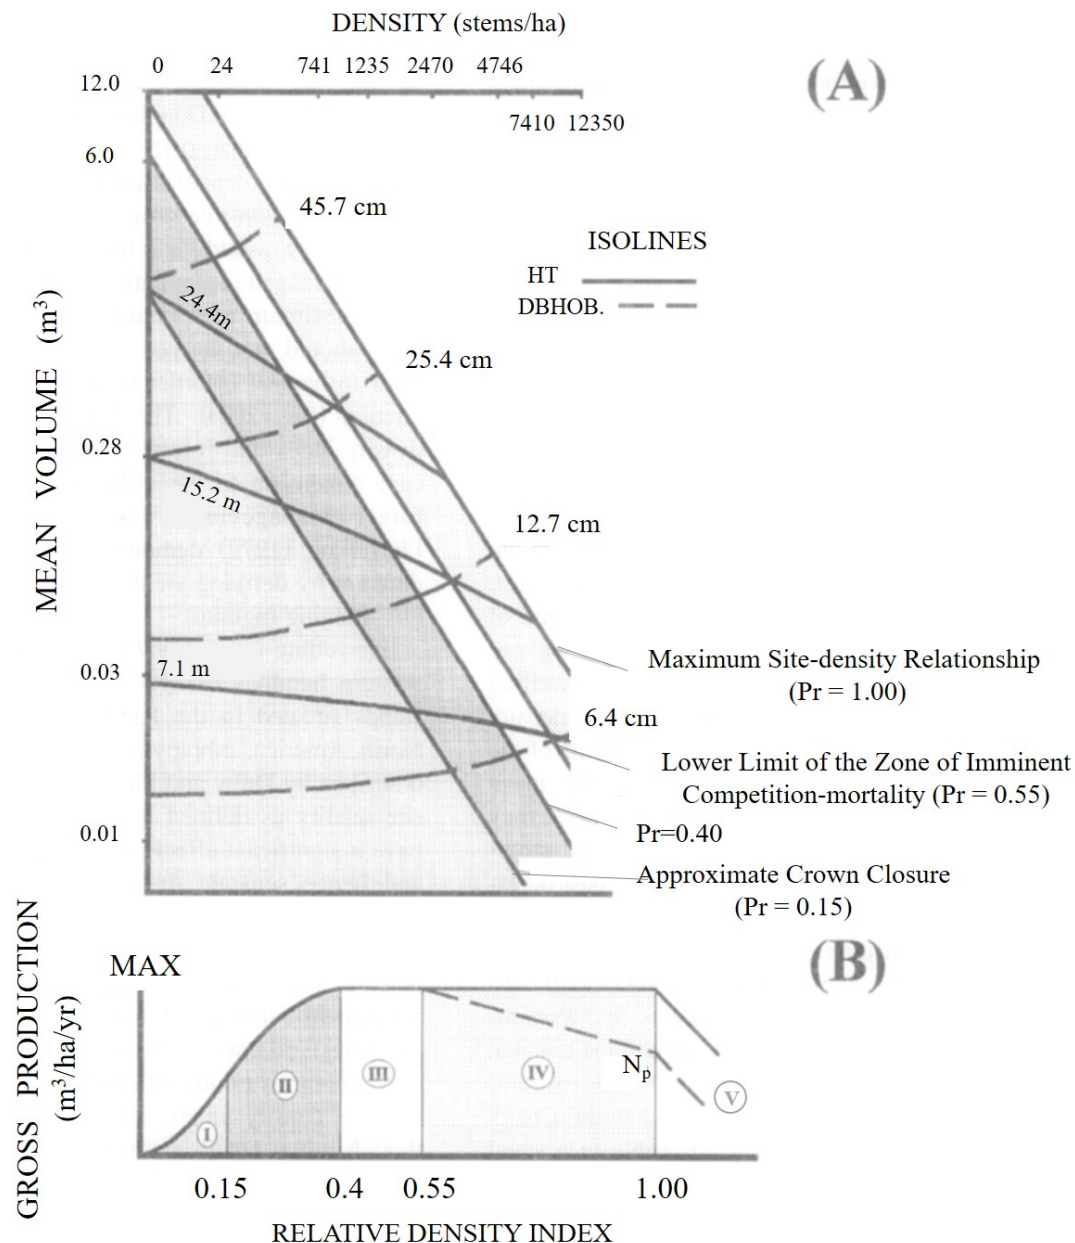 DENSITY (stems/ha)
0 24 741 1235 2470 4746
7410 12350
(A)
12.0
6.0
0.28
0.03
0.01
MEAN VOLUME (m³)
45.7 cm
ISOLINES
HT
DBHOB.
24.4m
25.4 cm
15.2 m
12.7 cm
7.1 m
6.4 cm
Maximum Site-density Relationship
(Pr = 1.00)
Lower Limit of the Zone of Imminent
Competition-mortality (Pr = 0.55)
Pr=0.40
Approximate Crown Closure
(Pr = 0.15)
(B)
GROSS PRODUCTION
(m³/ha/yr)
MAX
I
II
III
IV
Np
V
0.15 0.4 0.55 1.00
RELATIVE DENSITY INDEX